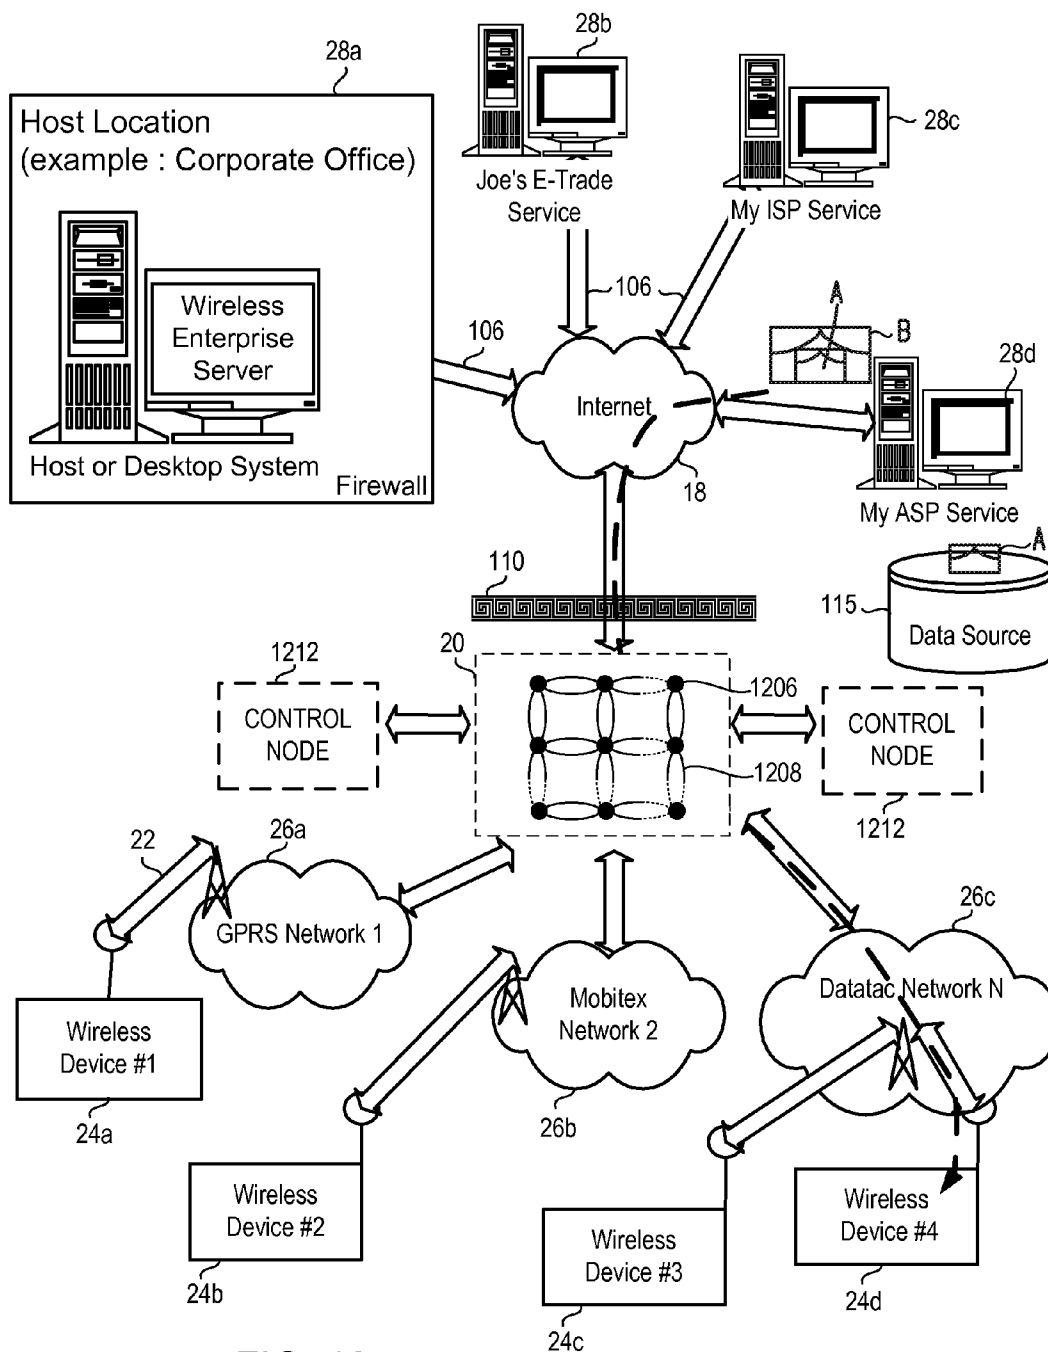 28a
28b
28c
Host Location
(example : Corporate Office)
Joe's E-Trade
Service
My ISP Service
Wireless
Enterprise
Server
106
106
A
B
28d
Internet
18
Host or Desktop System
Firewall
My ASP Service
110
A
115
Data Source
20
1212
CONTROL
NODE
1206
1208
CONTROL
NODE
1212
22
26a
GPRS Network 1
26c
Mobitex
Network 2
26b
Datatac Network N
Wireless
Device #1
24a
Wireless
Device #2
24b
Wireless
Device #3
24c
Wireless
Device #4
24d